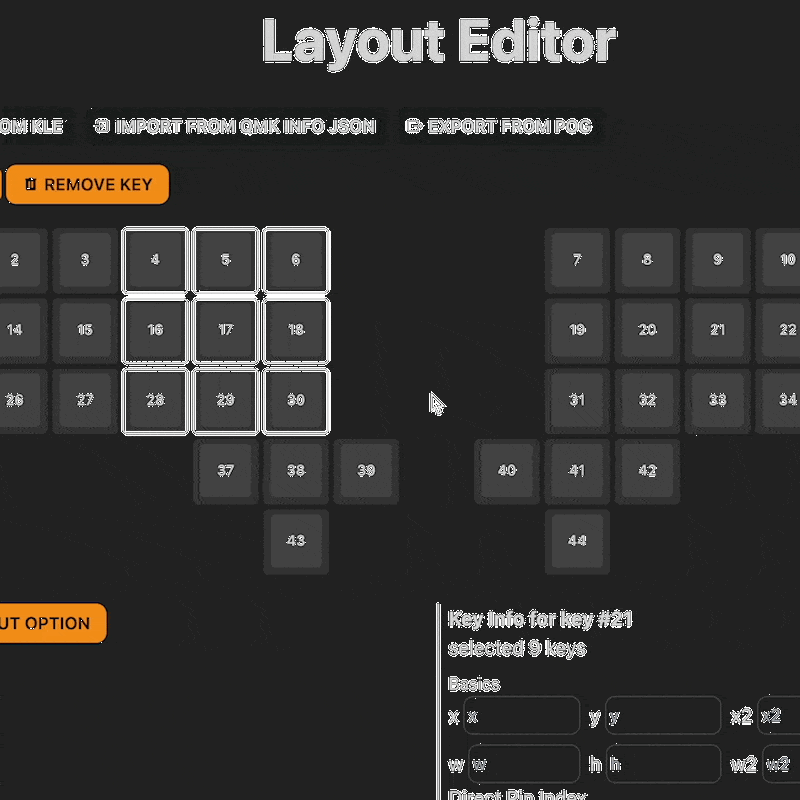 Layout Editor
OM KLE IMPORT FROM QMK INFO JSON EXPORT FROM POG
REMOVE KEY
2 3 4 5 6 7 8 9 10
14 15 16 17 18 19 20 21 22
26 27 28 29 30 31 32 33 34
37 38 39 40 41 42
43 44
UT OPTION
Key Info for key #21
selected 9 keys
Basics
x x y y x2 x2
w w h h w2 w2
Direct Pin Index